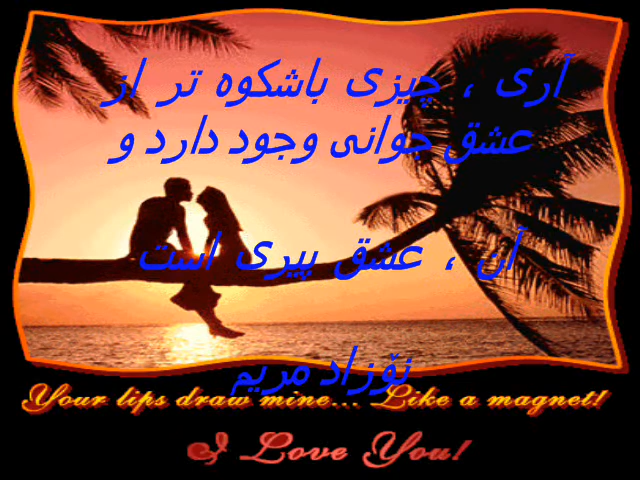 آری ، چیزی باشکوه تر از
عشق جوانی وجود دارد و
آن ، عشق پیری است
نۆزاد مریم
Your lips draw mine... Like a magnet!
I Love You!